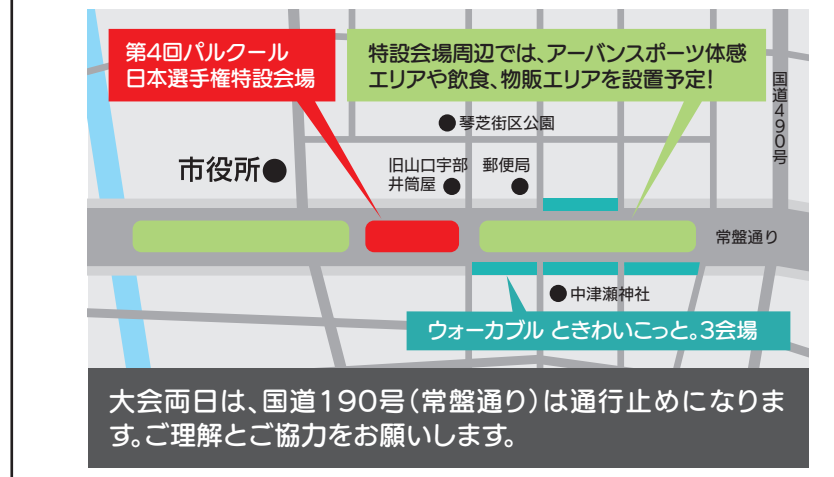 第4回パルクール
日本選手権特設会場
特設会場周辺では、アーバンスポーツ体感
エリアや飲食、物販エリアを設置予定!
国道490号
●琴芝街区公園
市役所●
旧山口宇部
井筒屋●
郵便局
●
常盤通り
●中津瀬神社
ウォーカブル ときわいこっと。3会場
大会両日は、国道190号(常盤通り)は通行止めになりま
す。ご理解とご協力をお願いします。